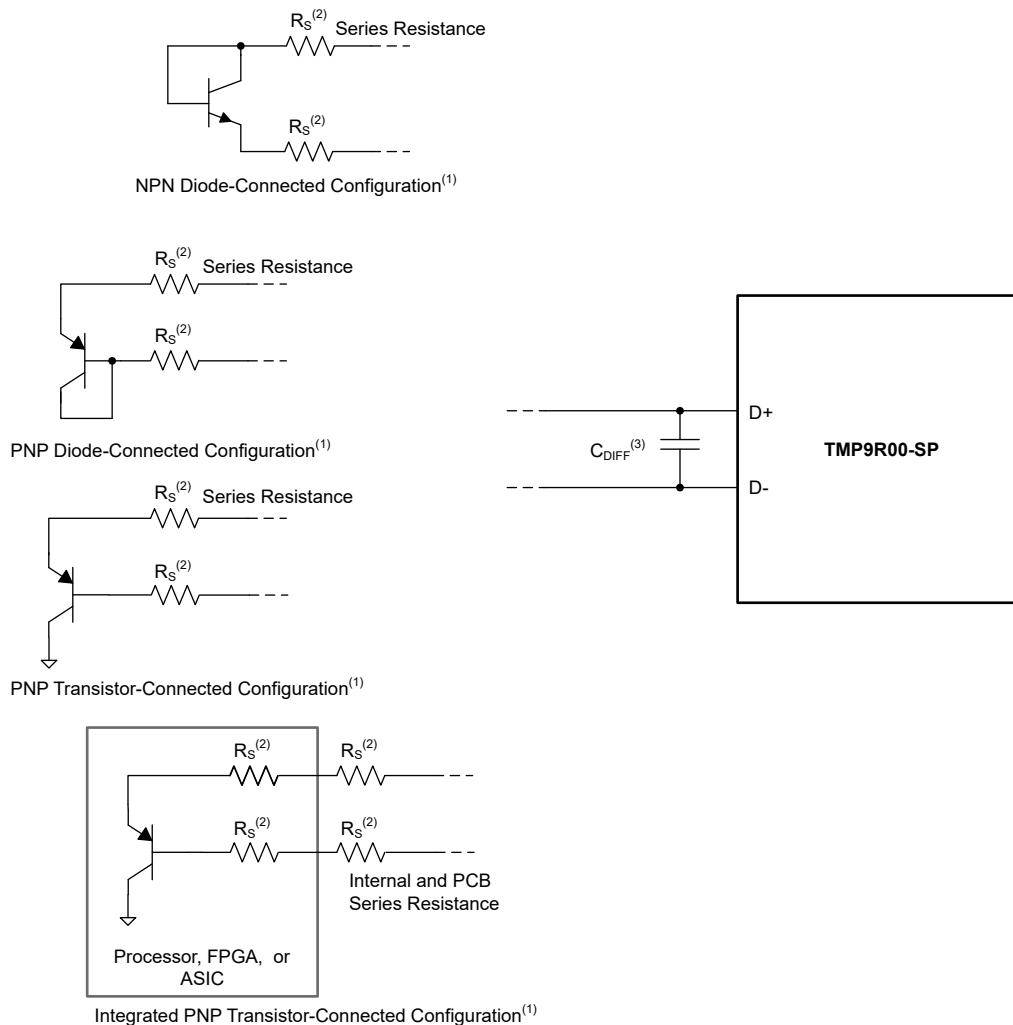 R_S^(2)
Series Resistance
R_S^(2)
NPN Diode-Connected Configuration^(1)
R_S^(2)
Series Resistance
R_S^(2)
PNP Diode-Connected Configuration^(1)
R_S^(2)
Series Resistance
R_S^(2)
PNP Transistor-Connected Configuration^(1)
R_S^(2)
R_S^(2)
R_S^(2)
R_S^(2)
Internal and PCB
Series Resistance
Processor, FPGA, or
ASIC
Integrated PNP Transistor-Connected Configuration^(1)
C_DIFF^(3)
D+
D-
TMP9R00-SP